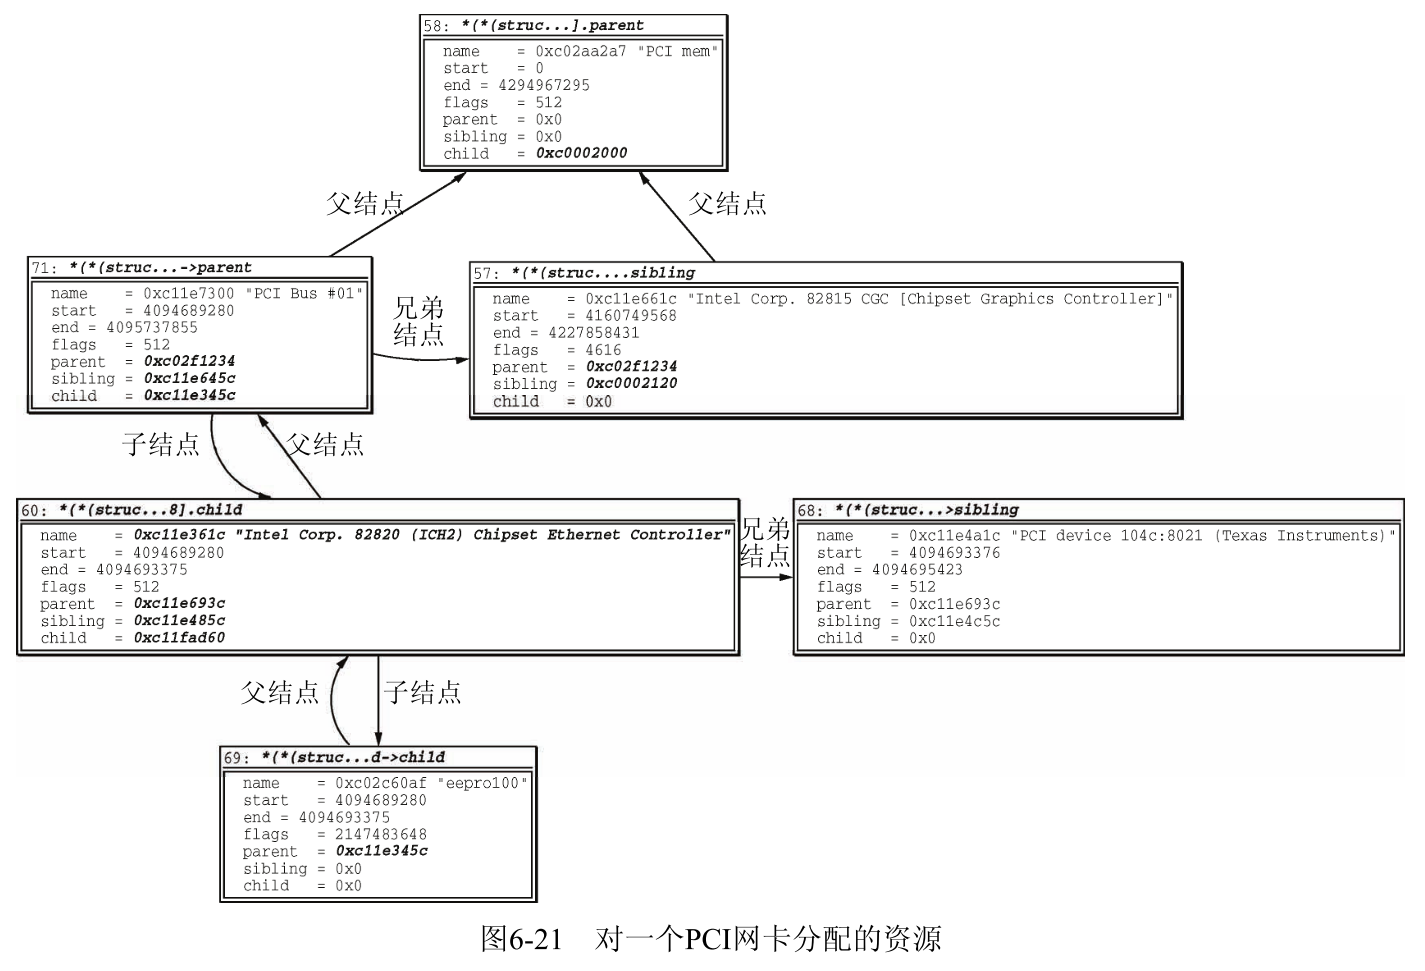 58: *(*(struc...].parent
name = 0xc02aa2a7 "PCI mem"
start = 0
end = 4294967295
flags = 512
parent = 0x0
sibling = 0x0
child = 0xc0002000
父结点
父结点
71: *(*(struc...->parent
name = 0xc11e7300 "PCI Bus #01"
start = 4094689280
end = 4095737855
flags = 512
parent = 0xc02f1234
sibling = 0xc11e645c
child = 0xc11e345c
兄弟
结点
57: *(*(struc....sibling
name = 0xc11e661c "Intel Corp. 82815 CGC [Chipset Graphics Controller]"
start = 4160749568
end = 4227858431
flags = 4616
parent = 0xc02f1234
sibling = 0xc0002120
child = 0x0
子结点
父结点
60: *(*(struc...8].child
name = 0xc11e361c "Intel Corp. 82820 (ICH2) Chipset Ethernet Controller"
start = 4094689280
end = 4094693375
flags = 512
parent = 0xc11e693c
sibling = 0xc11e485c
child = 0xc11fad60
兄弟
结点
68: *(*(struc...>sibling
name = 0xc11e4a1c "PCI device 104c:8021 (Texas Instruments)"
start = 4094693376
end = 4094695423
flags = 512
parent = 0xc11e693c
sibling = 0xc11e4c5c
child = 0x0
父结点
子结点
69: *(*(struc...d->child
name = 0xc02c60af "eepro100"
start = 4094689280
end = 4094693375
flags = 2147483648
parent = 0xc11e345c
sibling = 0x0
child = 0x0
图6-21 对一个PCI网卡分配的资源